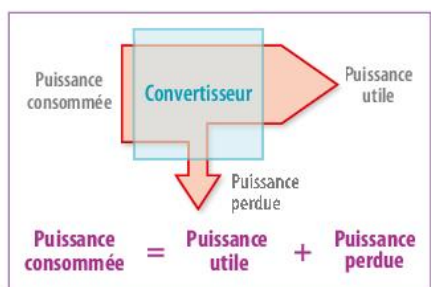 Puissance
consommée
Convertisseur
Puissance
utile
Puissance
perdue
Puissance consommée = Puissance utile + Puissance perdue